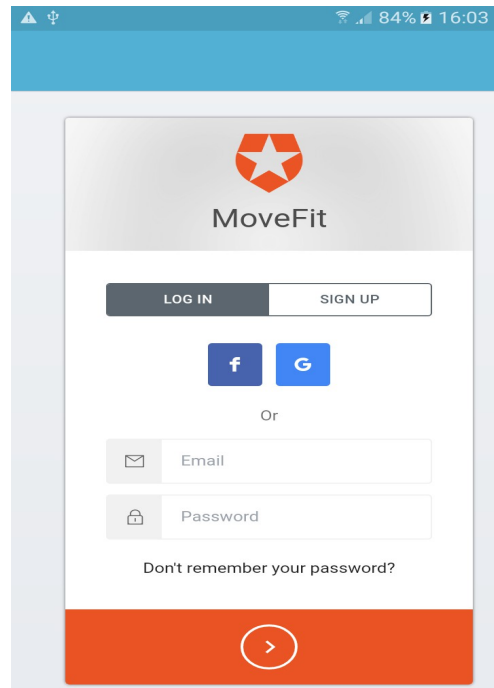 84% 16:03
MoveFit
LOG IN SIGN UP
f G
Or
Email
Password
Don't remember your password?